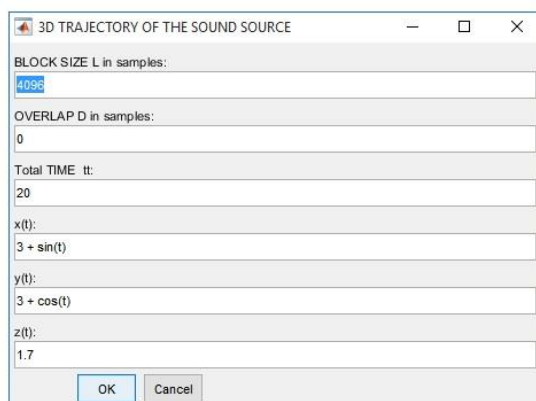 3D TRAJECTORY OF THE SOUND SOURCE
BLOCK SIZE L in samples:
4096
OVERLAP D in samples:
0
Total TIME tt:
20
x(t):
3 + sin(t)
y(t):
3 + cos(t)
z(t):
1.7
OK Cancel